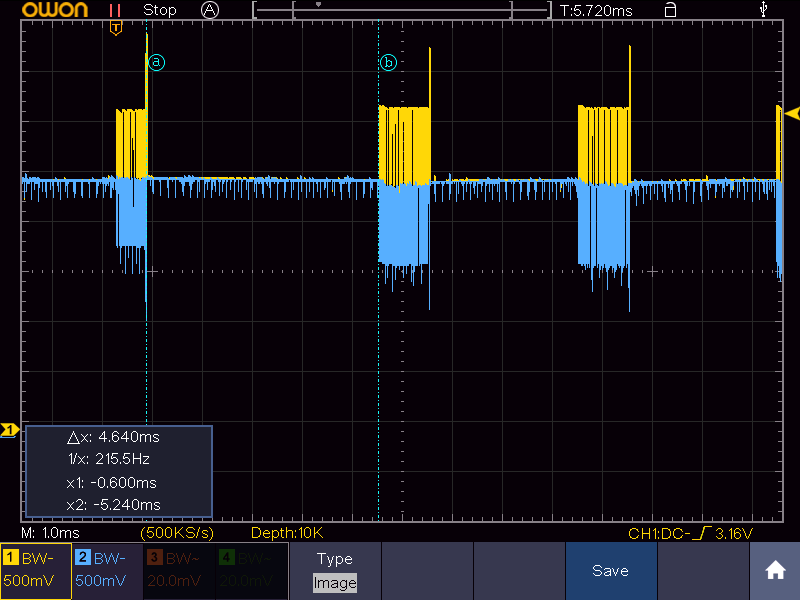 OWON Stop A T:5.720ms
T
a b
1
△x: 4.640ms
1/x: 215.5Hz
x1: -0.600ms
x2: -5.240ms
M: 1.0ms (500KS/s) Depth:10K CH1:DC- 3.16V
1 BW~ 2 BW~ 3 BW~ 4 BW~
500mV 500mV 20.0mV 20.0mV
Type
Image
Save